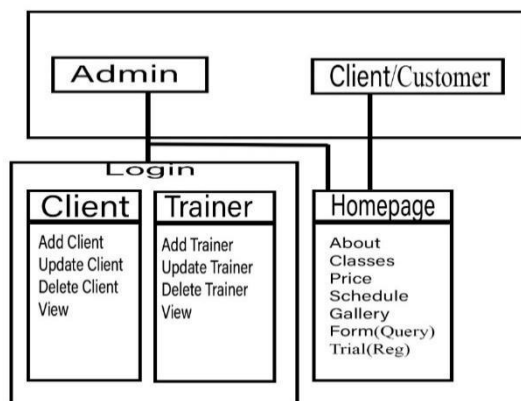 Admin
Client/Customer
Login
Client
Add Client
Update Client
Delete Client
View
Trainer
Add Trainer
Update Trainer
Delete Trainer
View
Homepage
About
Classes
Price
Schedule
Gallery
Form(Query)
Trial(Reg)